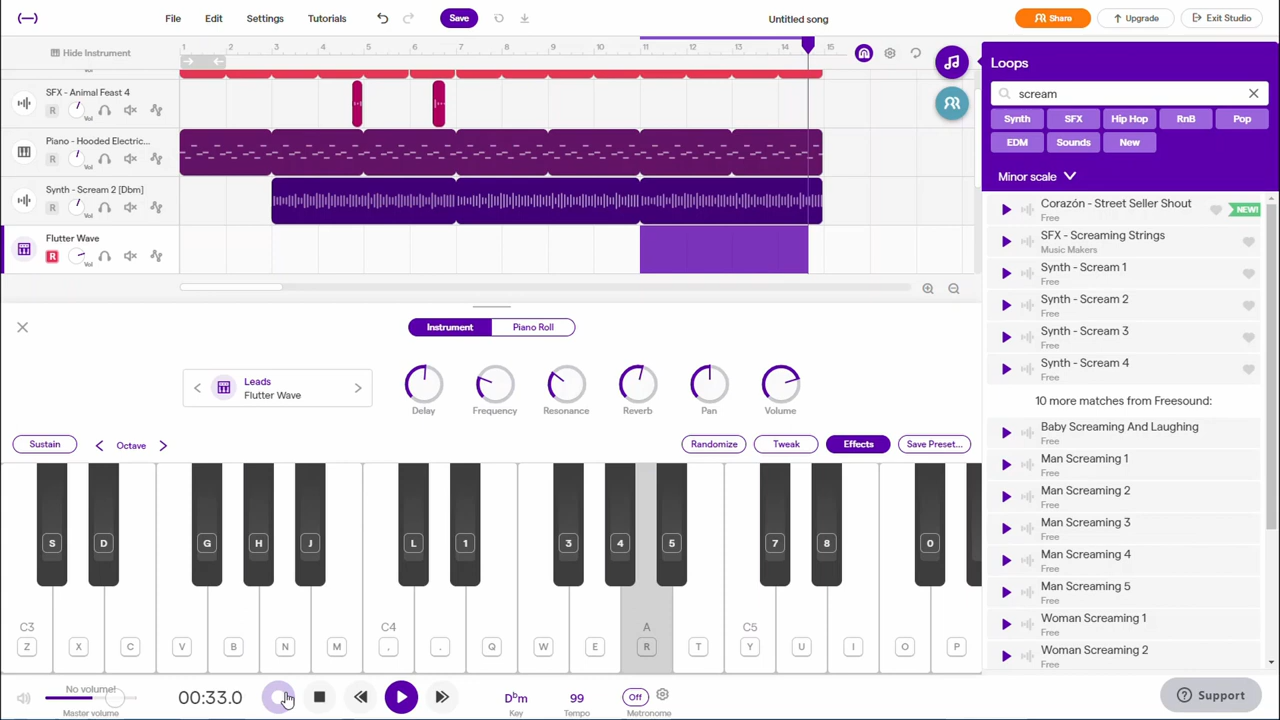 File Edit Settings Tutorials Save Untitled song Share Upgrade Exit Studio
Hide Instrument
1 2 3 4 5 6 7 8 9 10 11 12 13 14 15
Loops
scream
Synth SFX Hip Hop RnB Pop
EDM Sounds New
Minor scale
SFX - Animal Feast 4
R Vol
Piano - Hooded Electric...
R Vol
Synth - Scream 2 [Dbm]
Vol
Flutter Wave
R Vol
Corazón - Street Seller Shout
Free
NEW!
SFX - Screaming Strings
Music Makers
Synth - Scream 1
Free
Synth - Scream 2
Free
Synth - Scream 3
Free
Synth - Scream 4
Free
10 more matches from Freesound:
Baby Screaming And Laughing
Free
Man Screaming 1
Free
Man Screaming 2
Free
Man Screaming 3
Free
Man Screaming 4
Free
Man Screaming 5
Free
Woman Screaming 1
Free
Woman Screaming 2
Free
Instrument Piano Roll
Leads
Flutter Wave
Delay Frequency Resonance Reverb Pan Volume
Sustain Octave Randomize Tweak Effects Save Preset...
S D G H J L 1 3 4 5 7 8 0
C3 C4 A C5
Z X C V B N M , . Q W E R T Y U I O P
No volume!
Master volume
00:33.0
D♭m
Key
99
Tempo
Off
Metronome
Support